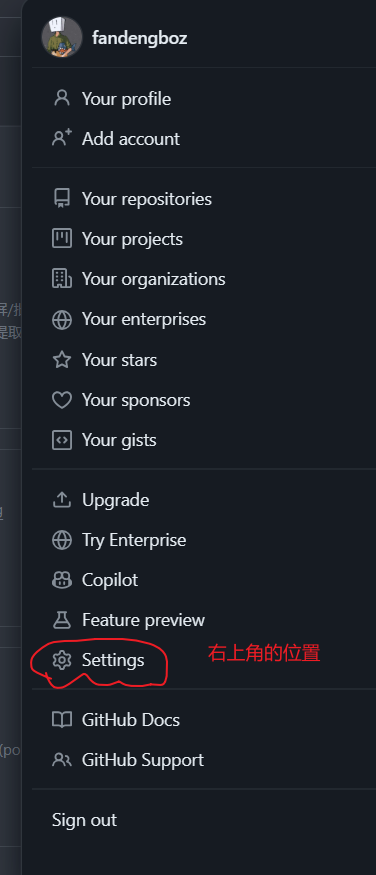 fandengboz
Your profile
Add account
Your repositories
Your projects
Your organizations
Your enterprises
Your stars
Your sponsors
Your gists
Upgrade
Try Enterprise
Copilot
Feature preview
Settings
右上角的位置
GitHub Docs
GitHub Support
Sign out